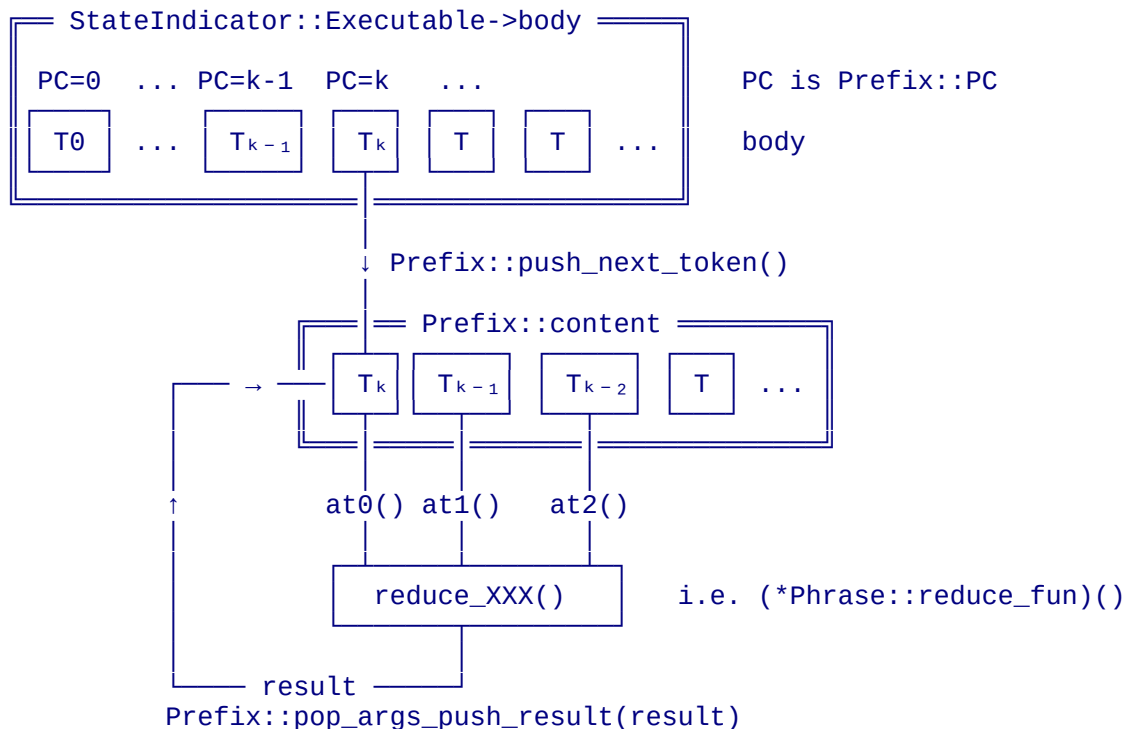 StateIndicator::Executable->body
PC=0 ... PC=k-1 PC=k ... PC is Prefix::PC
T0 ... Tₖ₋₁ Tₖ T T ... body
↓ Prefix::push_next_token()
Prefix::content
→ Tₖ Tₖ₋₁ Tₖ₋₂ T ...
↑ at0() at1() at2()
reduce_XXX() i.e. (*Phrase::reduce_fun)()
result
Prefix::pop_args_push_result(result)